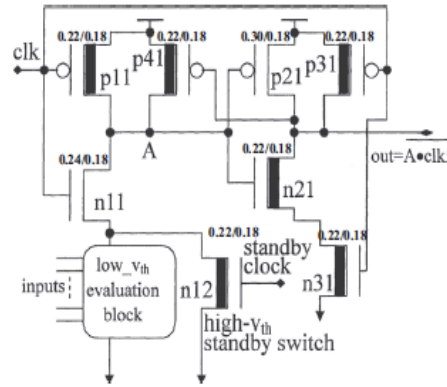 0.22/0.18 0.22/0.18 0.30/0.18 0.22/0.18
clk
p11 p41 p21 p31
0.24/0.18 A 0.22/0.18 out=A•clk
n11 n21
0.22/0.18 0.22/0.18
standby
clock
low_vth
evaluation
block
inputs
n12 n31
high-vth
standby switch